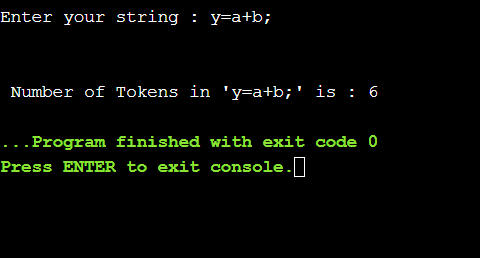 Enter your string : y=a+b;
Number of Tokens in 'y=a+b;' is : 6
...Program finished with exit code 0
Press ENTER to exit console.